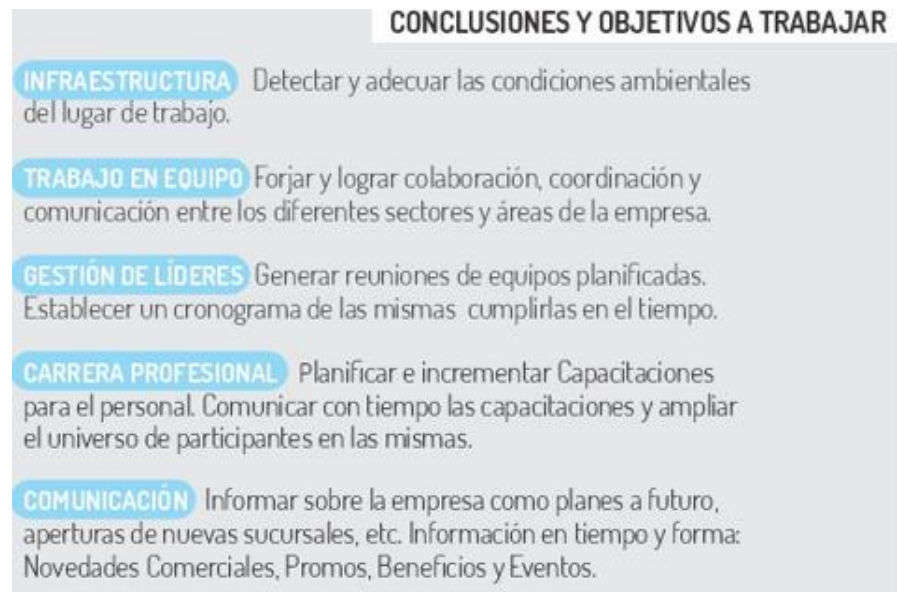 CONCLUSIONES Y OBJETIVOS A TRABAJAR
INFRAESTRUCTURA Detectar y adecuar las condiciones ambientales
del lugar de trabajo.
TRABAJO EN EQUIPO Forjar y lograr colaboración, coordinación y
comunicación entre los diferentes sectores y áreas de la empresa.
GESTIÓN DE LÍDERES Generar reuniones de equipos planificadas.
Establecer un cronograma de las mismas cumplirlas en el tiempo.
CARRERA PROFESIONAL Planificar e incrementar Capacitaciones
para el personal. Comunicar con tiempo las capacitaciones y ampliar
el universo de participantes en las mismas.
COMUNICACIÓN Informar sobre la empresa como planes a futuro,
aperturas de nuevas sucursales, etc. Información en tiempo y forma:
Novedades Comerciales, Promos, Beneficios y Eventos.